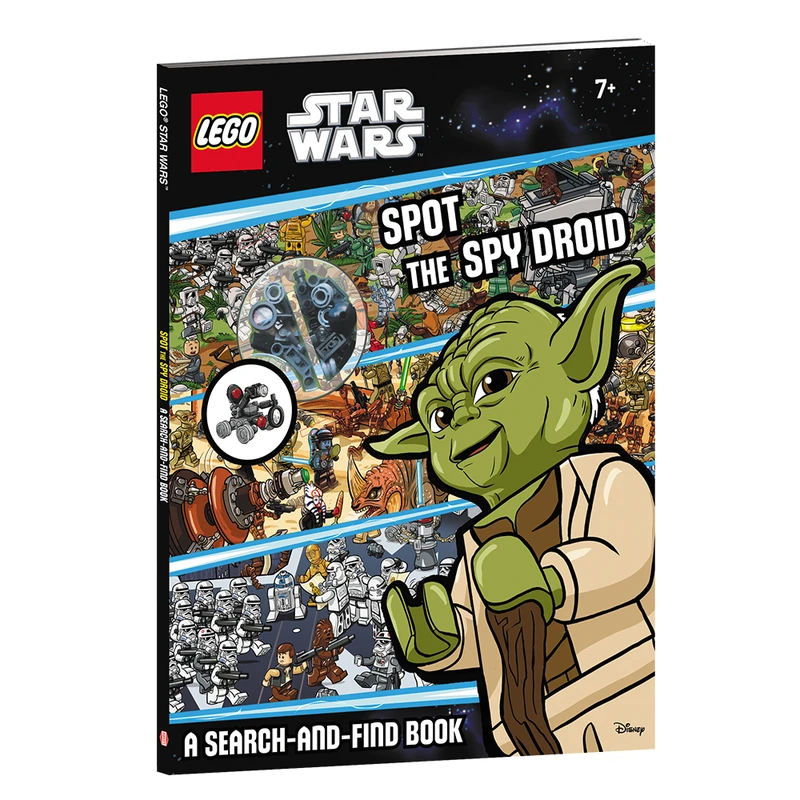 LEGO
STAR
WARS™
7+
SPOT
THE SPY DROID
A SEARCH-AND-FIND BOOK
Disney
LEGO® STAR WARS™
SPOT THE SPY DROID A SEARCH-AND-FIND BOOK